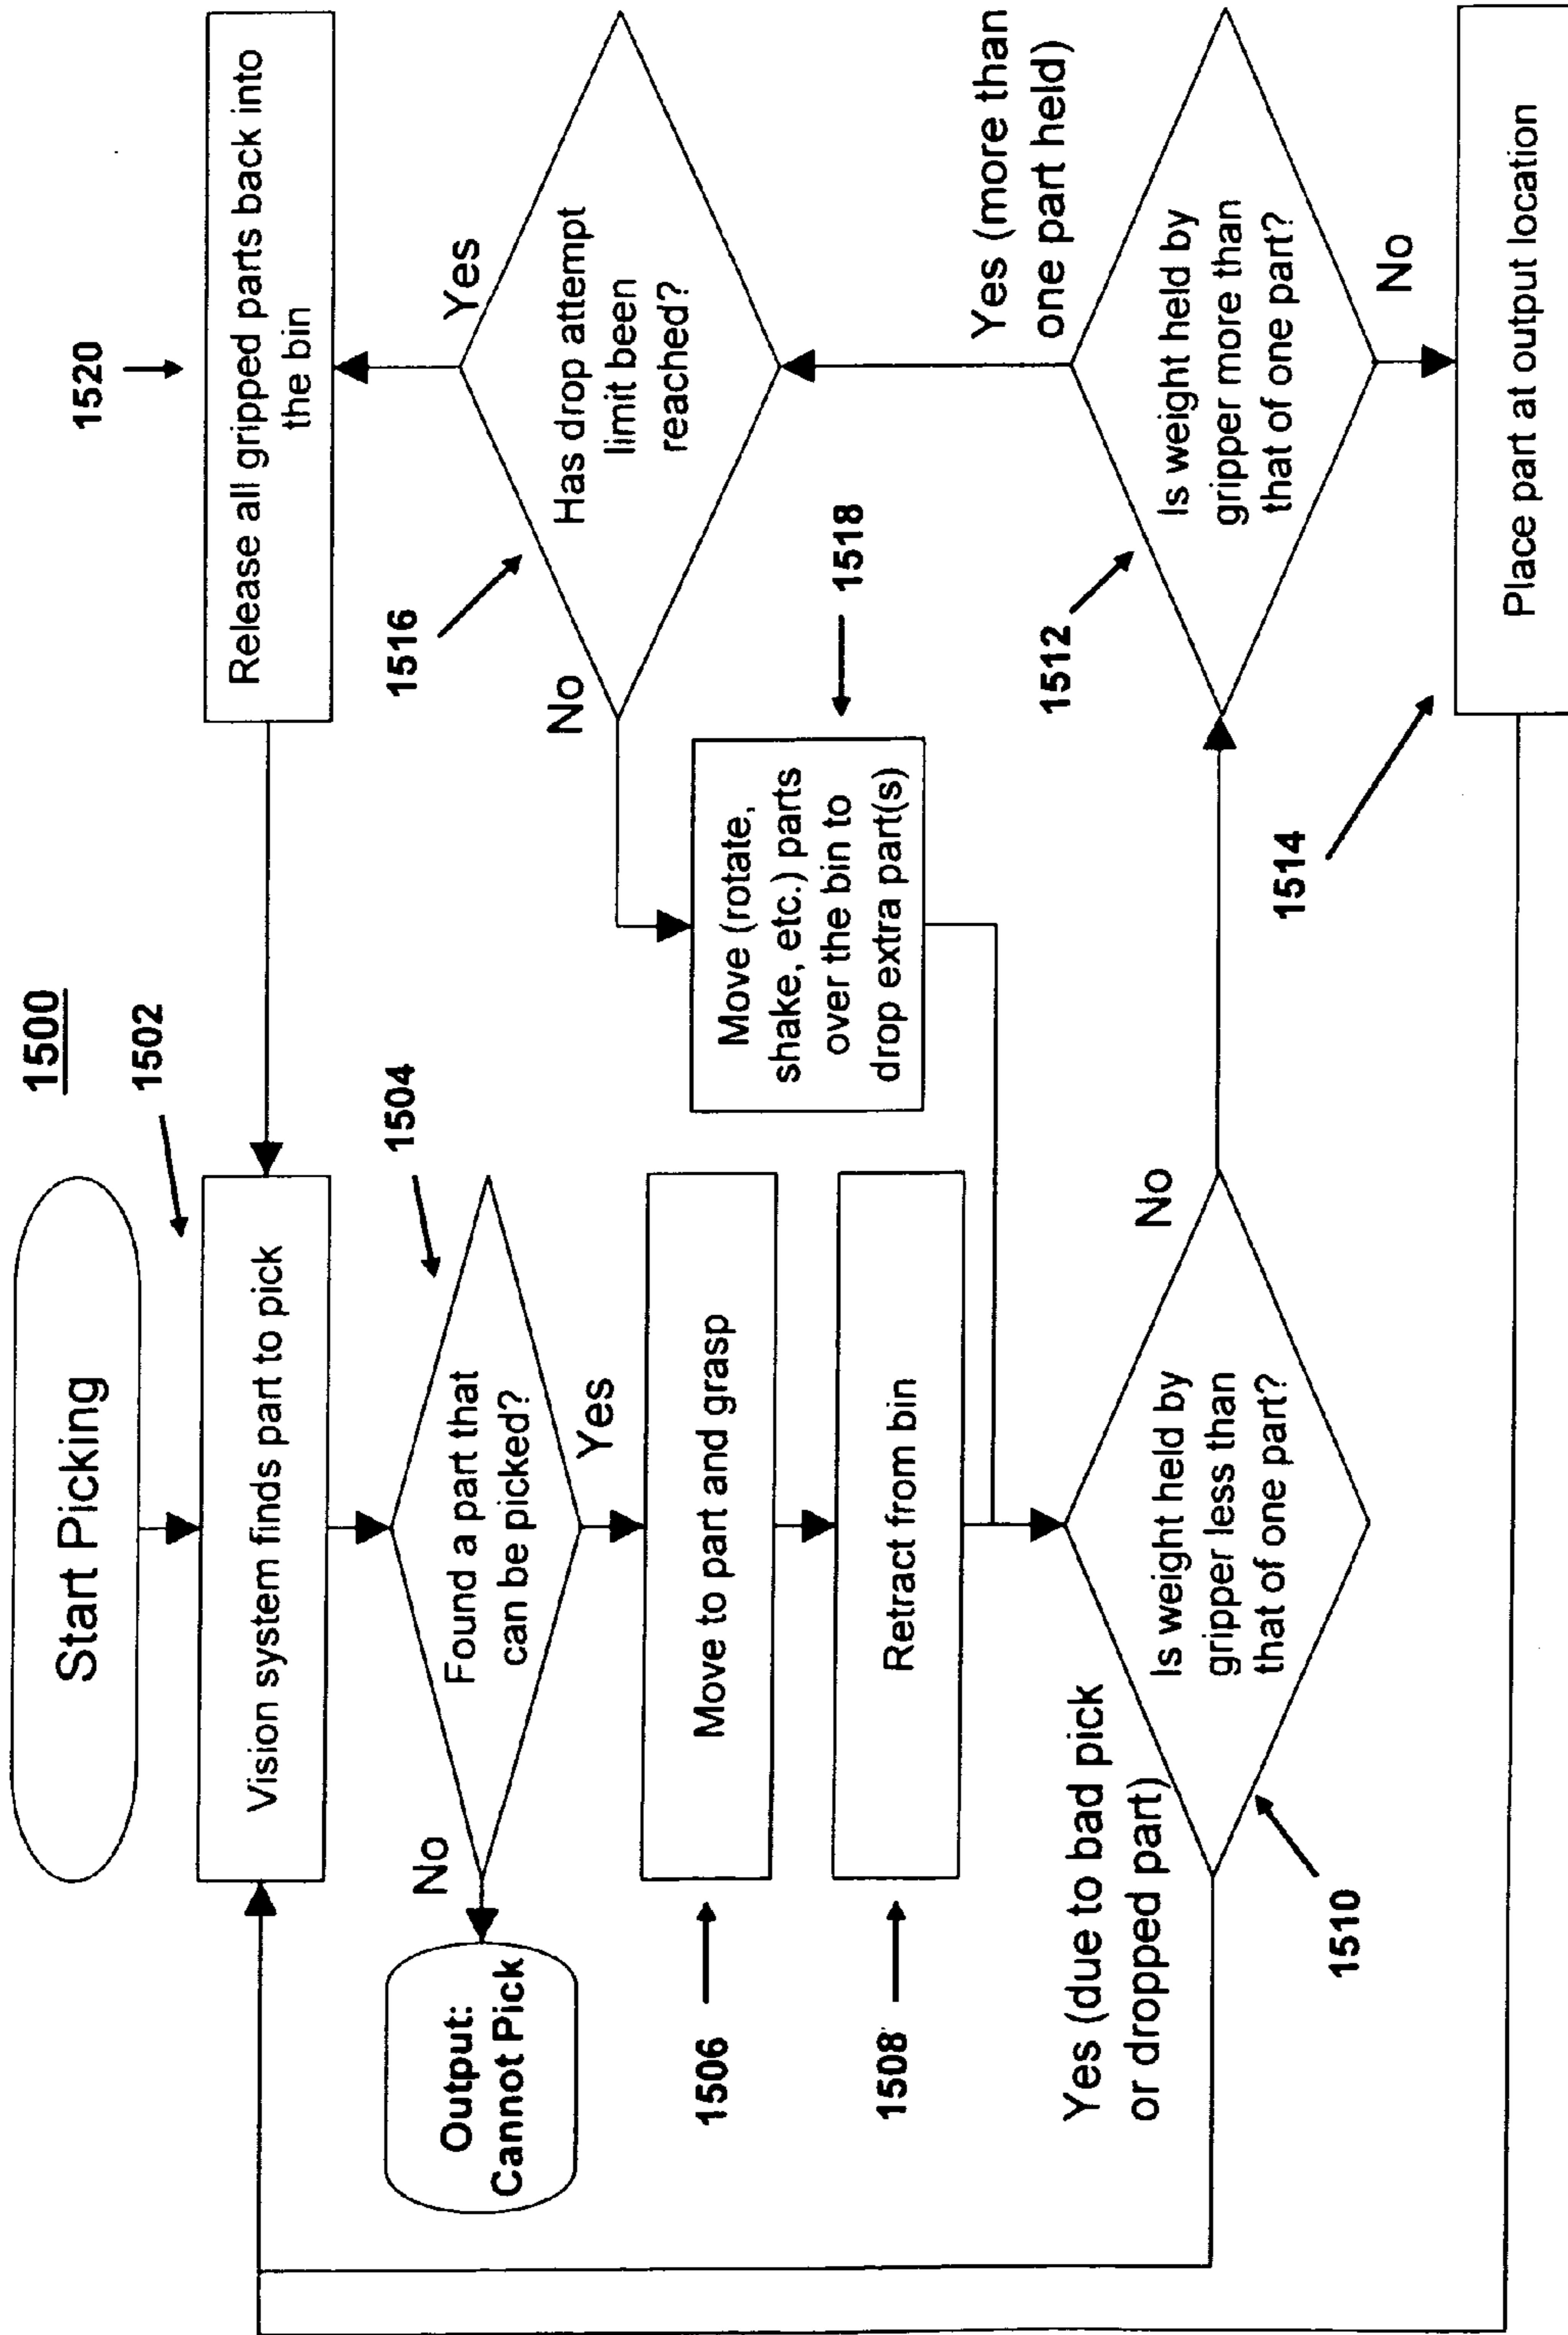 1500
Start Picking
1502
Vision system finds part to pick
1504
Found a part that
can be picked?
No
Output:
Cannot Pick
Yes
1506
Move to part and grasp
1508
Retract from bin
Yes (due to bad pick
or dropped part)
1510
Is weight held by
gripper less than
that of one part?
No
1512
Is weight held by
gripper more than
that of one part?
No
1514
Place part at output location
Yes (more than
one part held)
1516
Has drop attempt
limit been
reached?
No
1518
Move (rotate,
shake, etc.) parts
over the bin to
drop extra part(s)
Yes
1520
Release all gripped parts back into
the bin